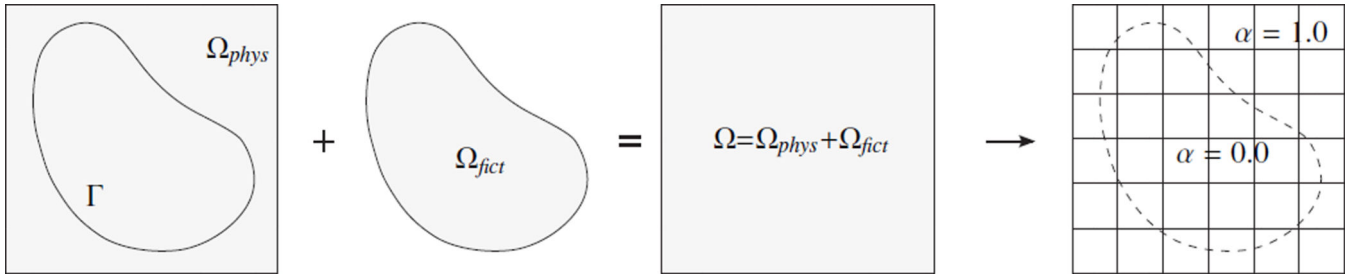 Ω_phys
Γ
+
Ω_fict
=
Ω=Ω_phys+Ω_fict
α = 1.0
α = 0.0